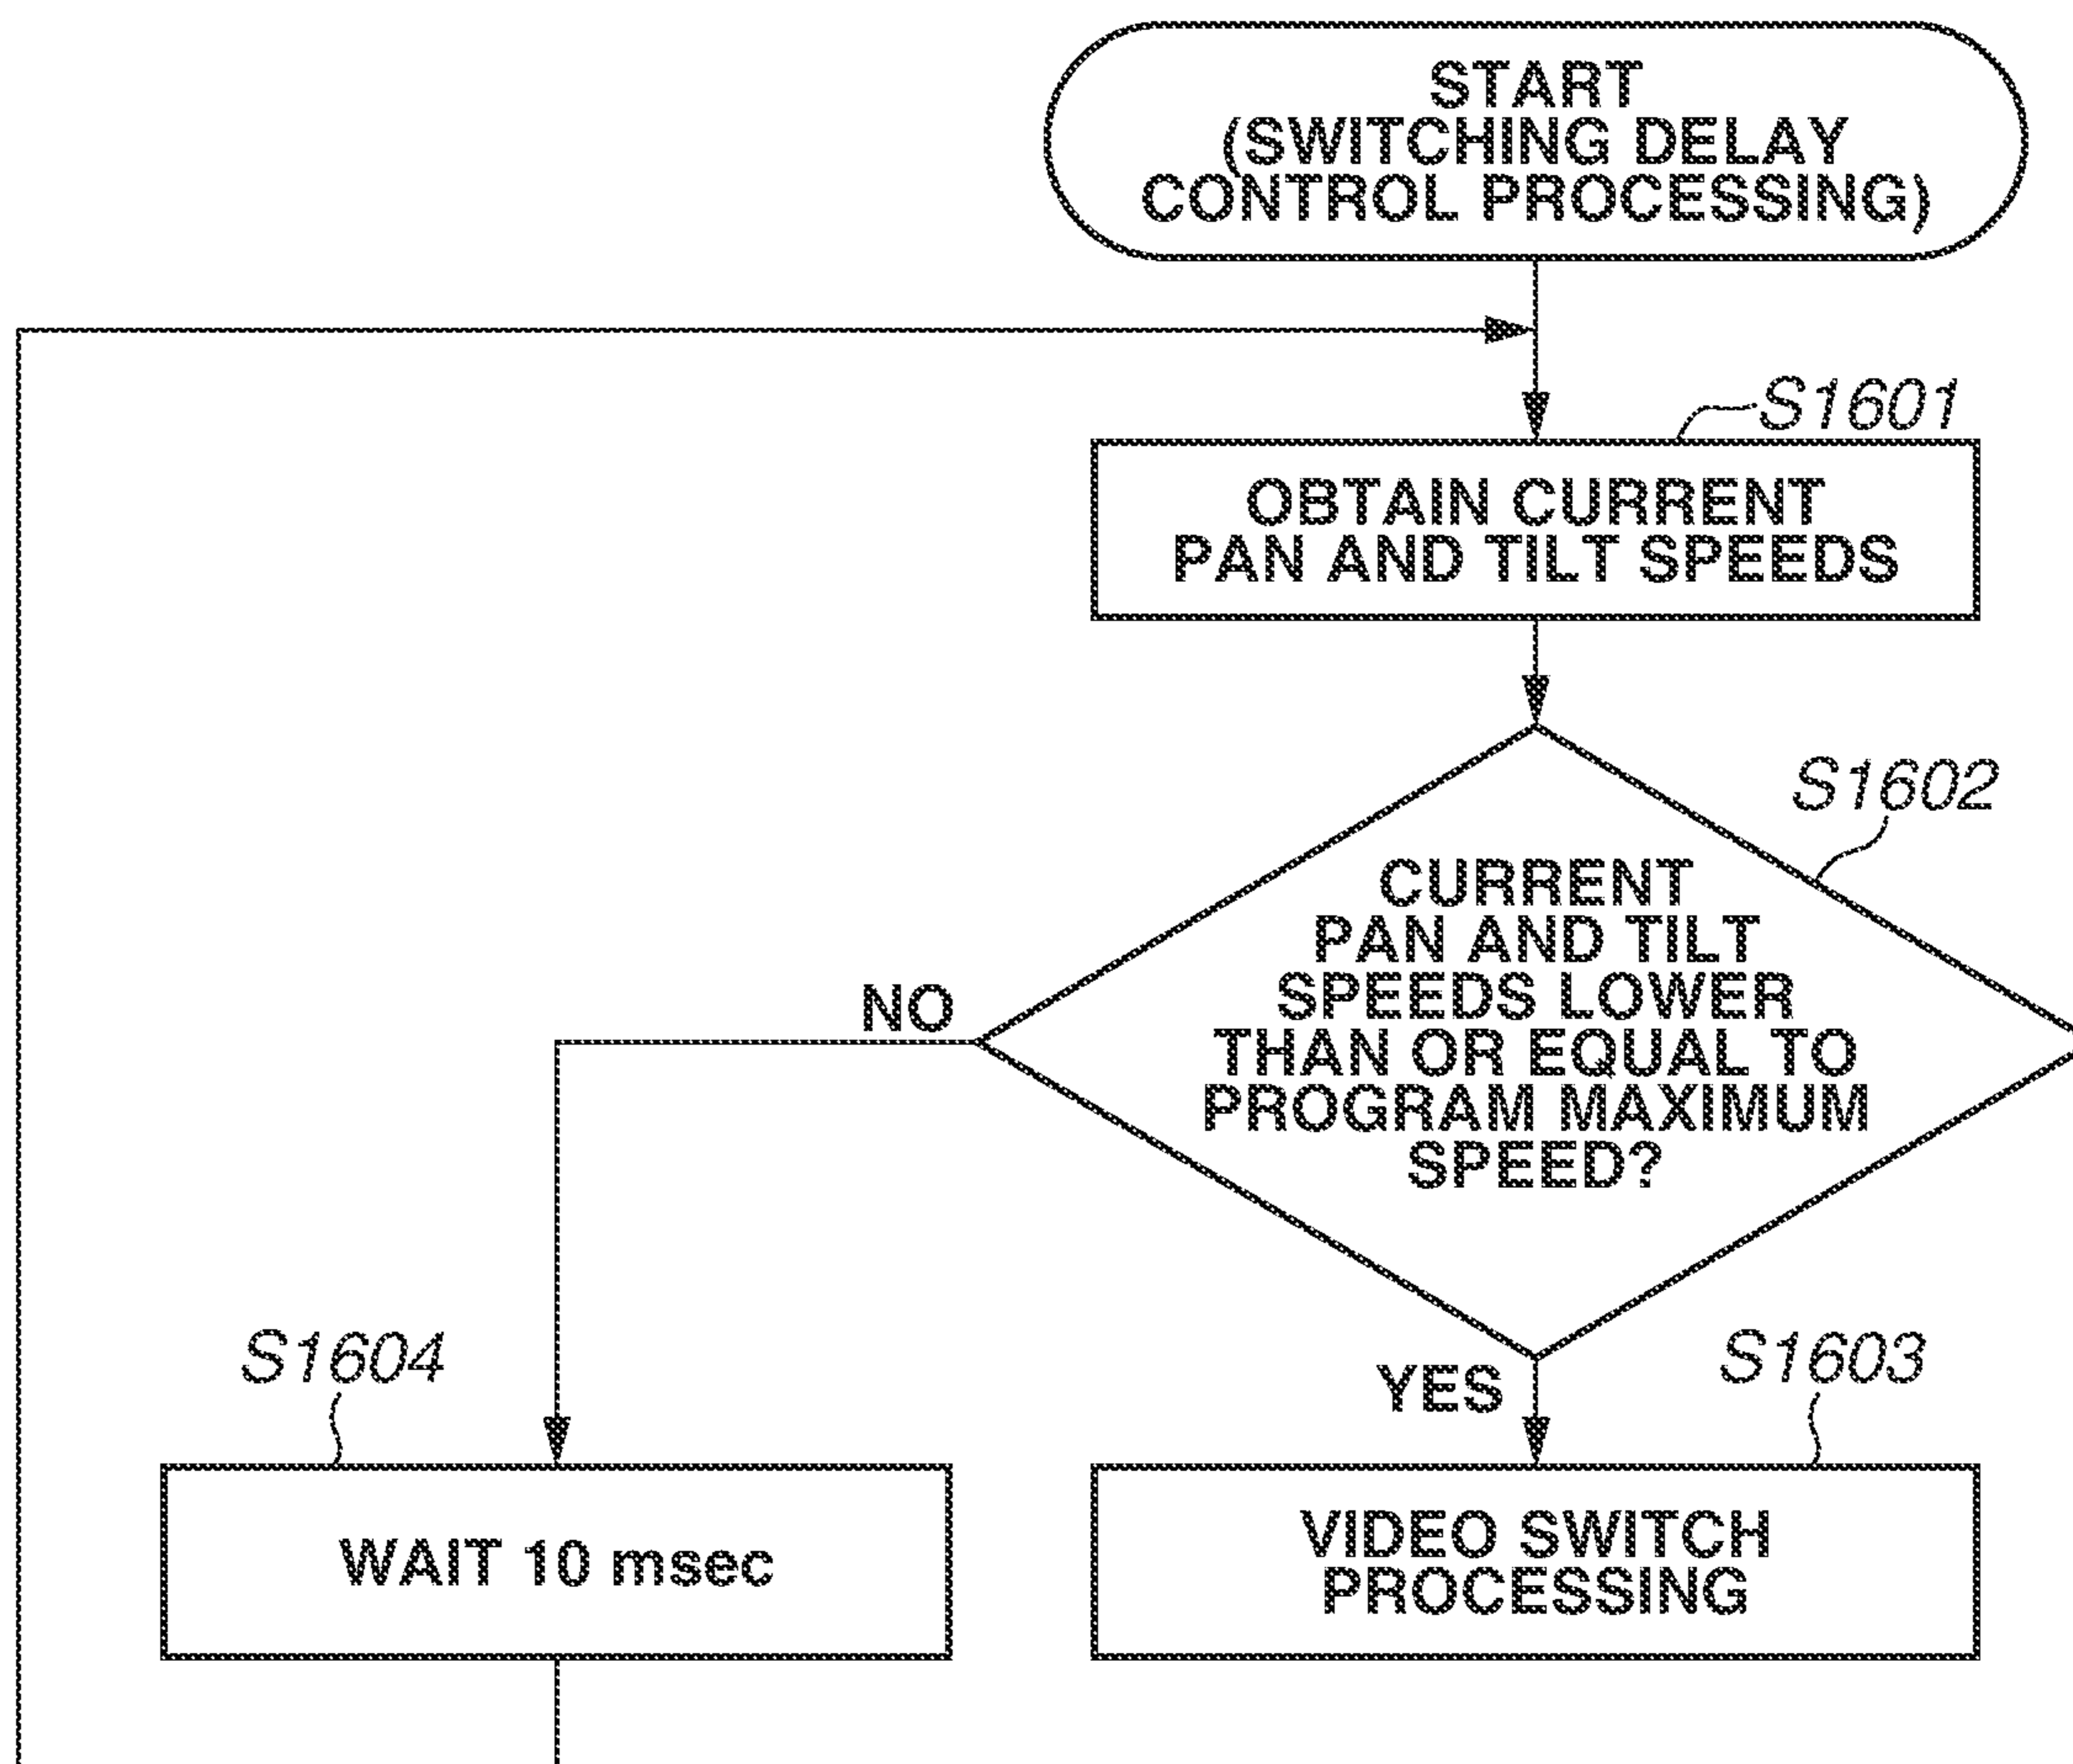 START
(SWITCHING DELAY
CONTROL PROCESSING)
S1601
OBTAIN CURRENT
PAN AND TILT SPEEDS
S1602
CURRENT
PAN AND TILT
SPEEDS LOWER
THAN OR EQUAL TO
PROGRAM MAXIMUM
SPEED?
NO
YES
S1604
WAIT 10 msec
S1603
VIDEO SWITCH
PROCESSING